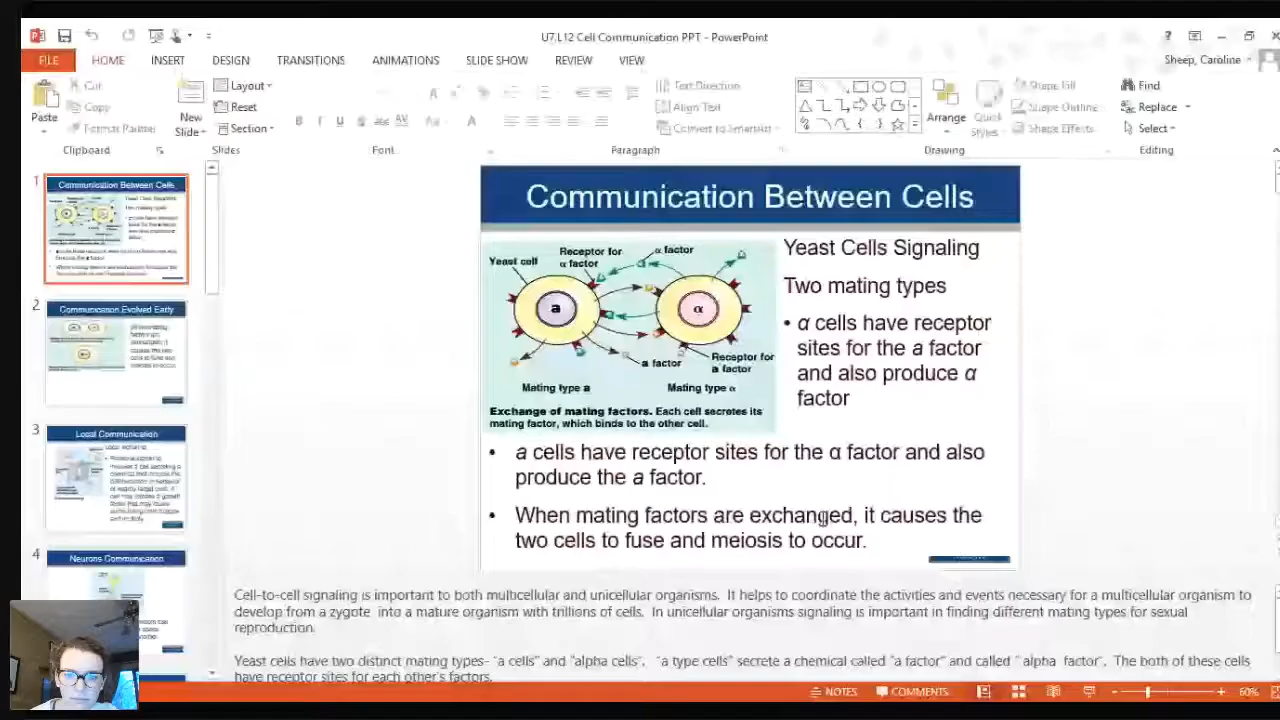 U7.L12 Cell Communication PPT - PowerPoint
FILE HOME INSERT DESIGN TRANSITIONS ANIMATIONS SLIDE SHOW REVIEW VIEW
Sheep, Caroline
Paste
Cut
Copy
Format Painter
Clipboard
New
Slide
Layout
Reset
Section
Slides
B I U S abc AV
Aa A
Font
Paragraph
Text Direction
Align Text
Convert to SmartArt
Arrange
Quick
Styles
Shape Fill
Shape Outline
Shape Effects
Drawing
Find
Replace
Select
Editing
1
Communication Between Cells
2
Communication Evolved Early
3
Local Communication
4
Neurons Communication
Communication Between Cells
Yeast cell
Receptor for
α factor
α factor
a
α
a factor
Receptor for
a factor
Mating type a
Mating type α
Exchange of mating factors. Each cell secretes its
mating factor, which binds to the other cell.
Yeast Cells Signaling
Two mating types
• α cells have receptor
sites for the a factor
and also produce α
factor
• a cells have receptor sites for the α factor and also
produce the a factor.
• When mating factors are exchanged, it causes the
two cells to fuse and meiosis to occur.
Cell-to-cell signaling is important to both multicellular and unicellular organisms. It helps to coordinate the activities and events necessary for a multicellular organism to
develop from a zygote into a mature organism with trillions of cells. In unicellular organisms signaling is important in finding different mating types for sexual
reproduction.
Yeast cells have two distinct mating types- "a cells" and "alpha cells". "a type cells" secrete a chemical called "a factor" and called " alpha factor". The both of these cells
have receptor sites for each other's factors.
NOTES COMMENTS 60%